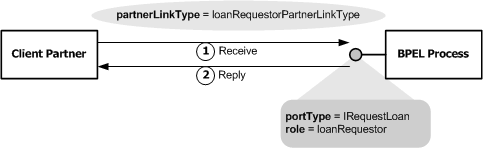 partnerLinkType = loanRequestorPartnerLinkType
Client Partner
1 Receive
2 Reply
BPEL Process
portType = IRequestLoan
role = loanRequestor